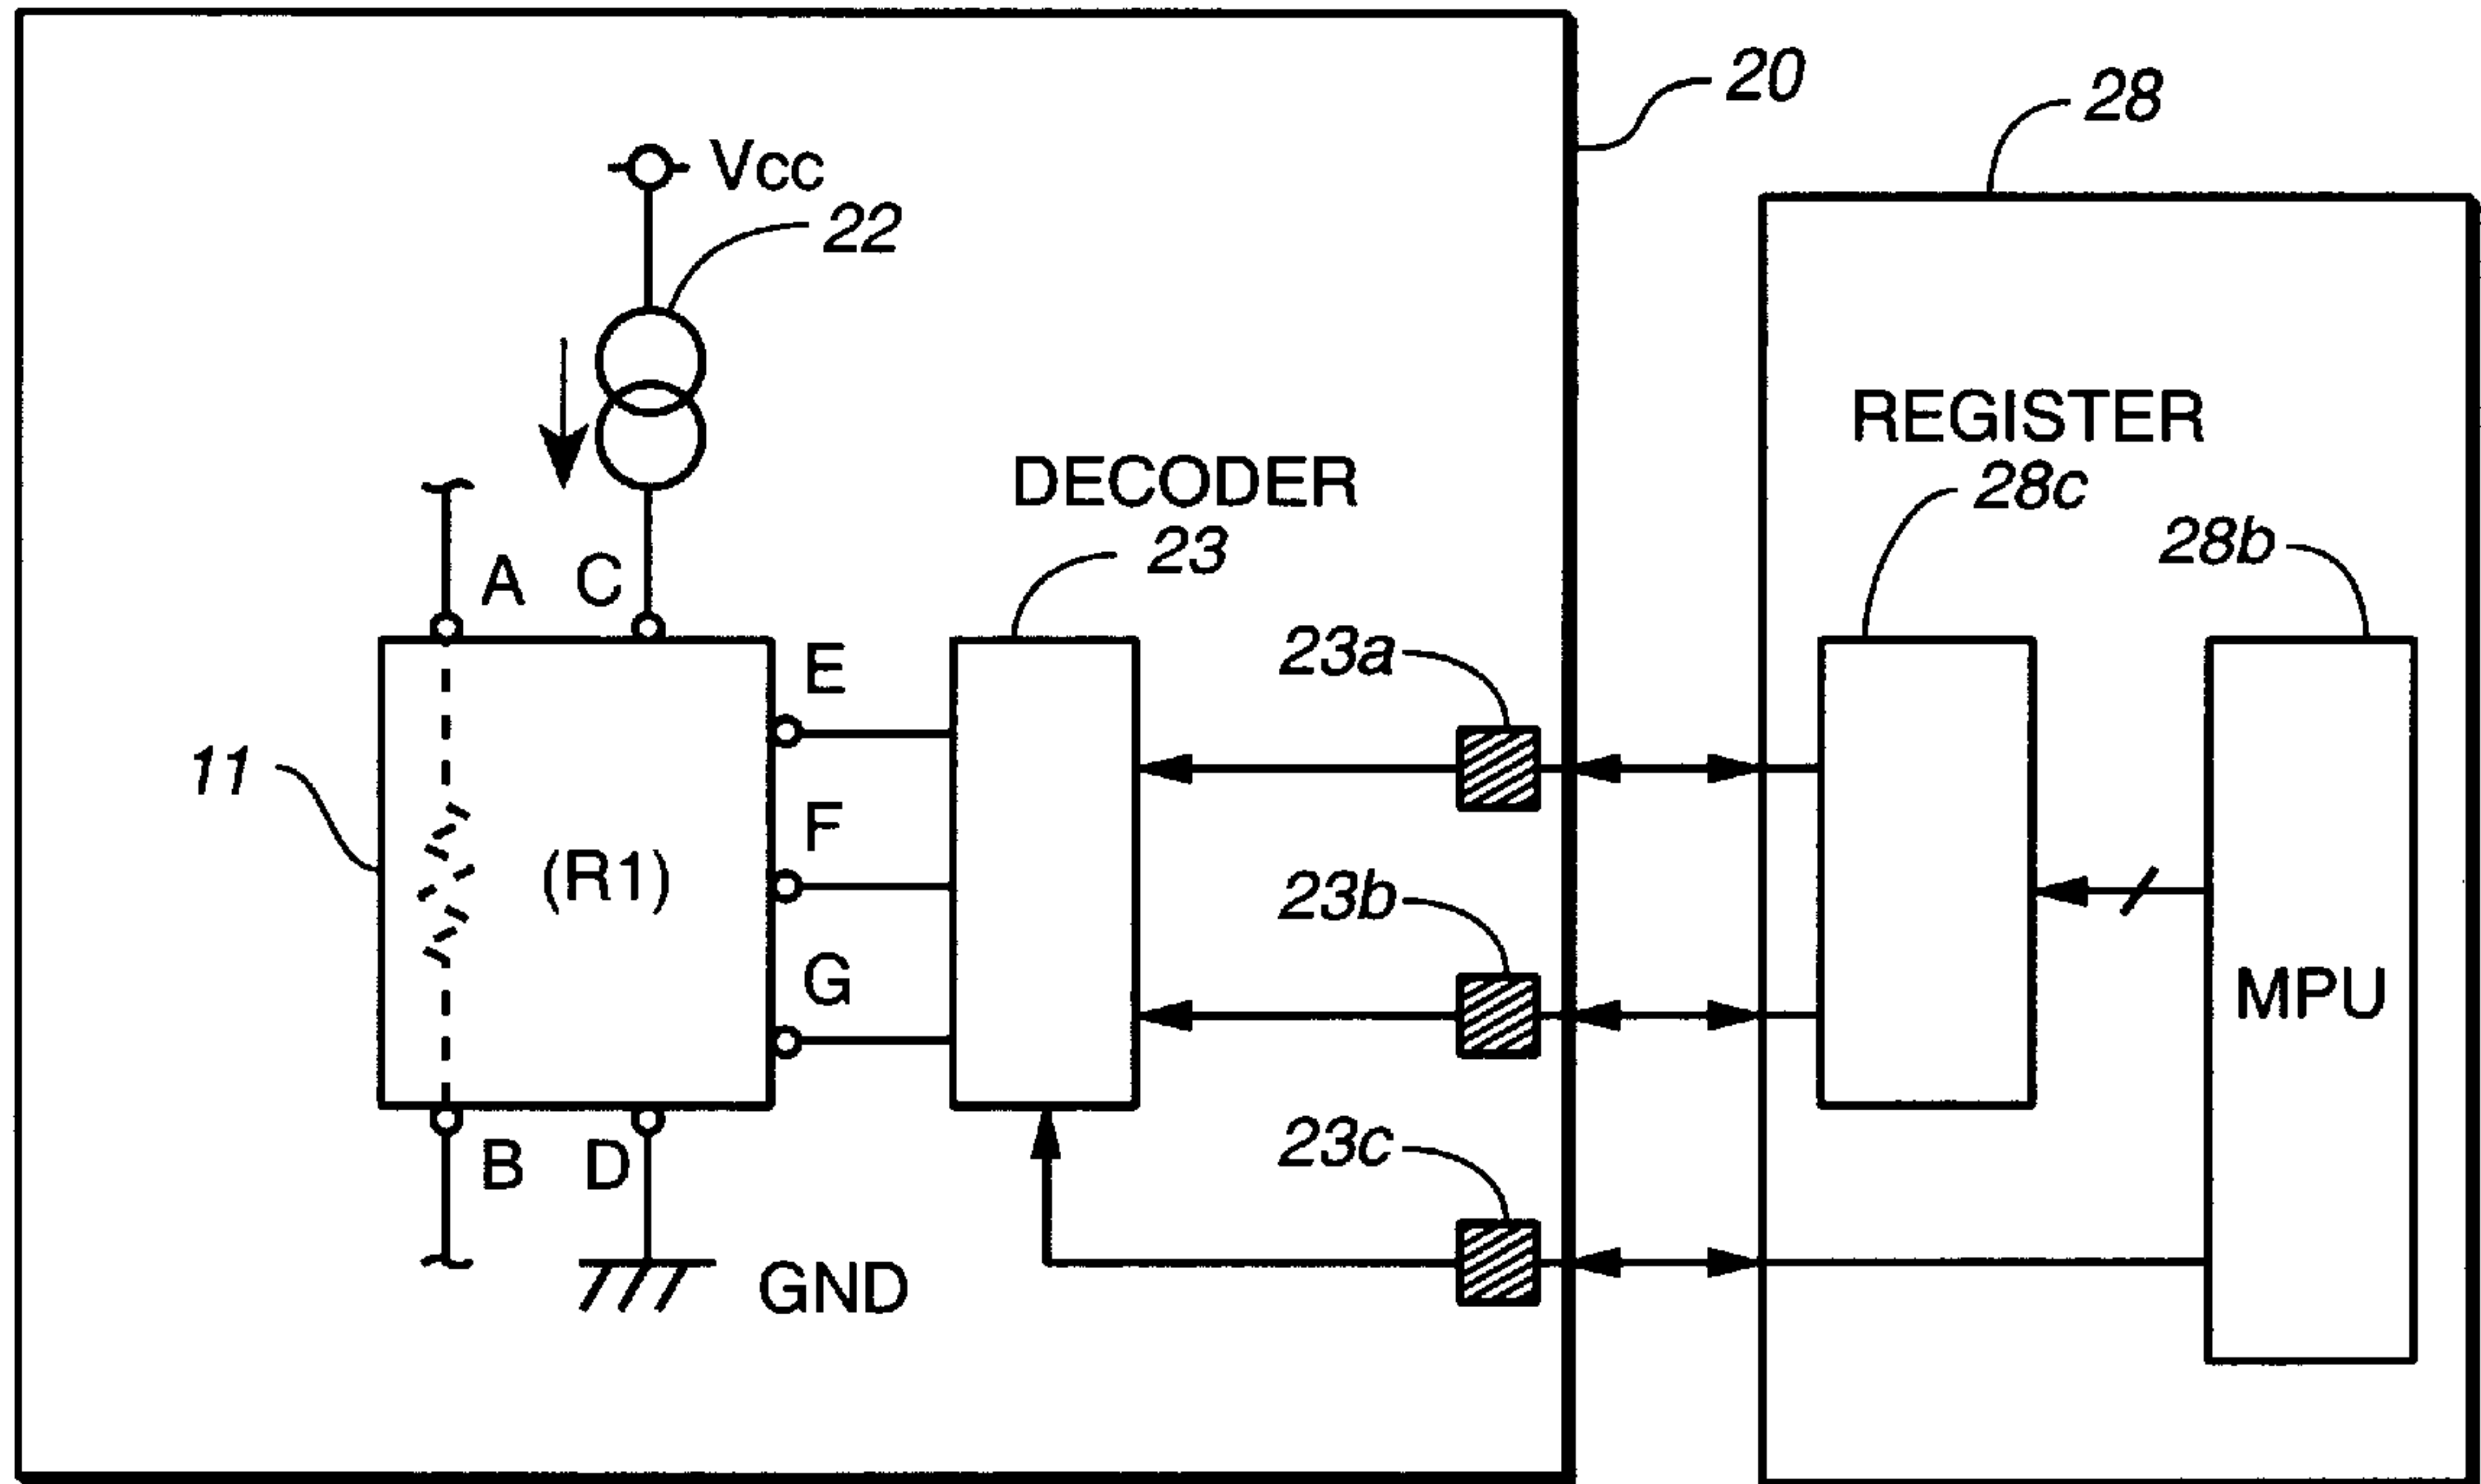 20
28
Vcc
22
REGISTER
28c
DECODER
23
28b
A
C
E
23a
11
F
(R1)
23b
G
MPU
B
D
23c
GND